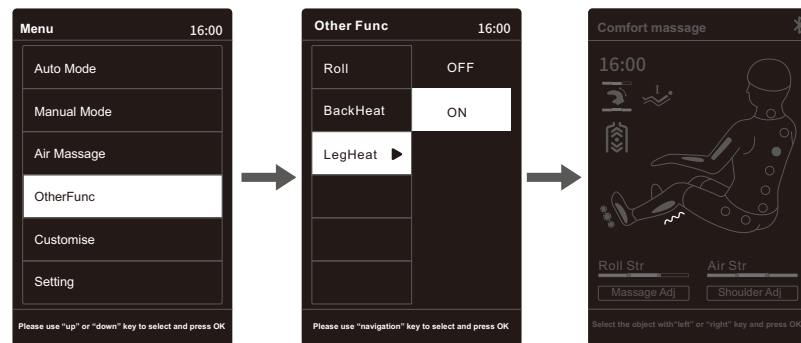 Menu 16:00
Auto Mode
Manual Mode
Air Massage
OtherFunc
Customise
Setting
Please use “up” or “down” key to select and press OK
Other Func 16:00
Roll OFF
BackHeat ON
LegHeat
Please use “navigation” key to select and press OK
Comfort massage
16:00
Roll Str Air Str
Massage Adj Shoulder Adj
Select the object with“left” or “right” key and press OK